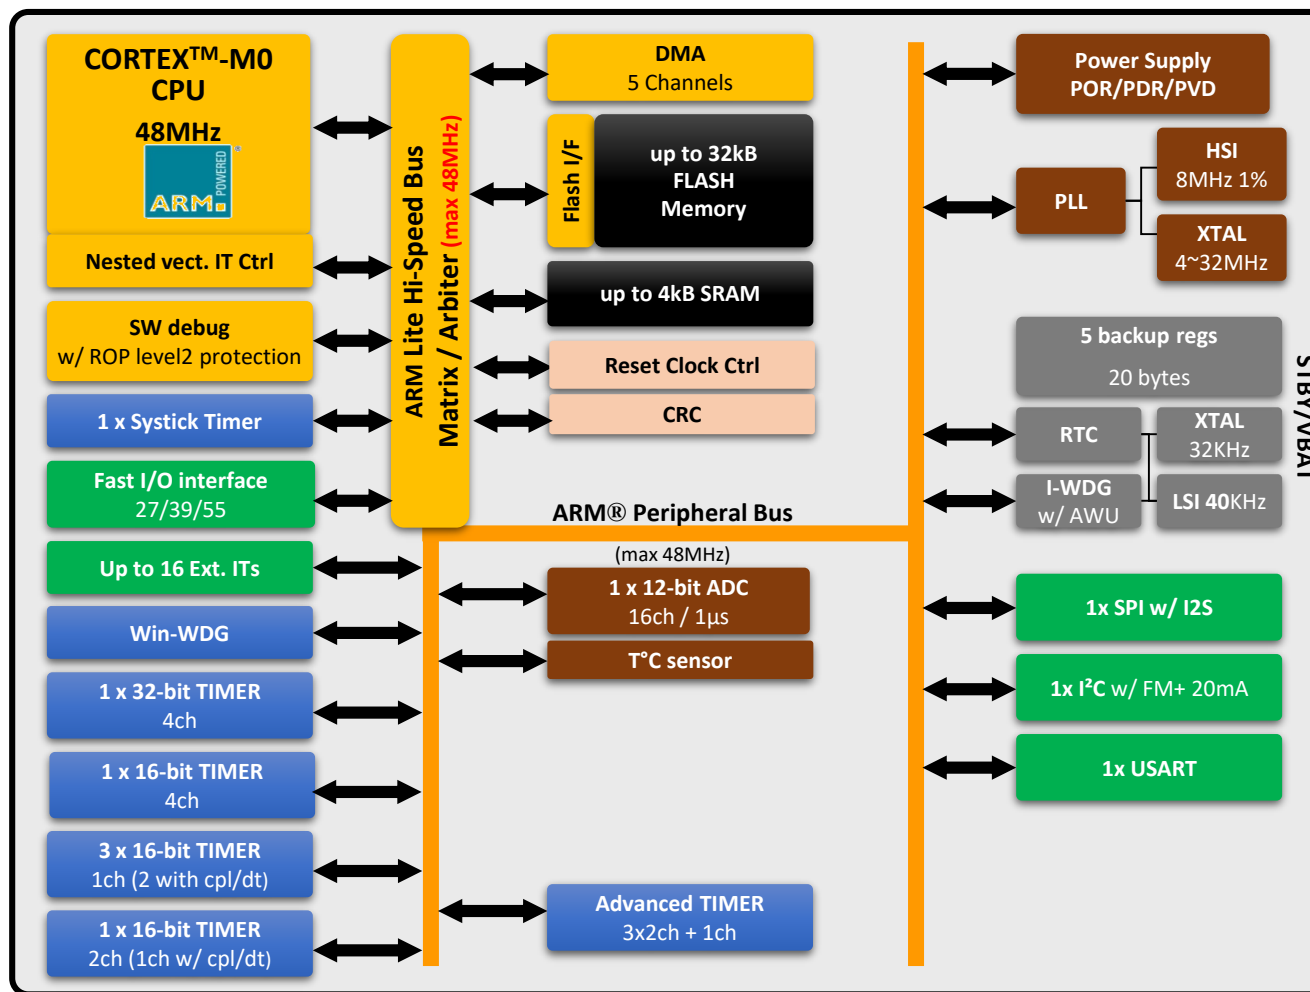 CORTEX™-M0
CPU
48MHz
ARM®
POWERED
Nested vect. IT Ctrl
SW debug
w/ ROP level2 protection
1 x Systick Timer
Fast I/O interface
27/39/55
Up to 16 Ext. ITs
Win-WDG
1 x 32-bit TIMER
4ch
1 x 16-bit TIMER
4ch
3 x 16-bit TIMER
1ch (2 with cpl/dt)
1 x 16-bit TIMER
2ch (1ch w/ cpl/dt)
ARM Lite Hi-Speed Bus
Matrix / Arbiter (max 48MHz)
DMA
5 Channels
Flash I/F
up to 32kB
FLASH
Memory
up to 4kB SRAM
Reset Clock Ctrl
CRC
ARM® Peripheral Bus
(max 48MHz)
1 x 12-bit ADC
16ch / 1µs
T°C sensor
Advanced TIMER
3x2ch + 1ch
Power Supply
POR/PDR/PVD
PLL
HSI
8MHz 1%
XTAL
4~32MHz
5 backup regs
20 bytes
RTC
XTAL
32KHz
I-WDG
w/ AWU
LSI 40KHz
STBY/VBAT
1x SPI w/ I2S
1x I²C w/ FM+ 20mA
1x USART